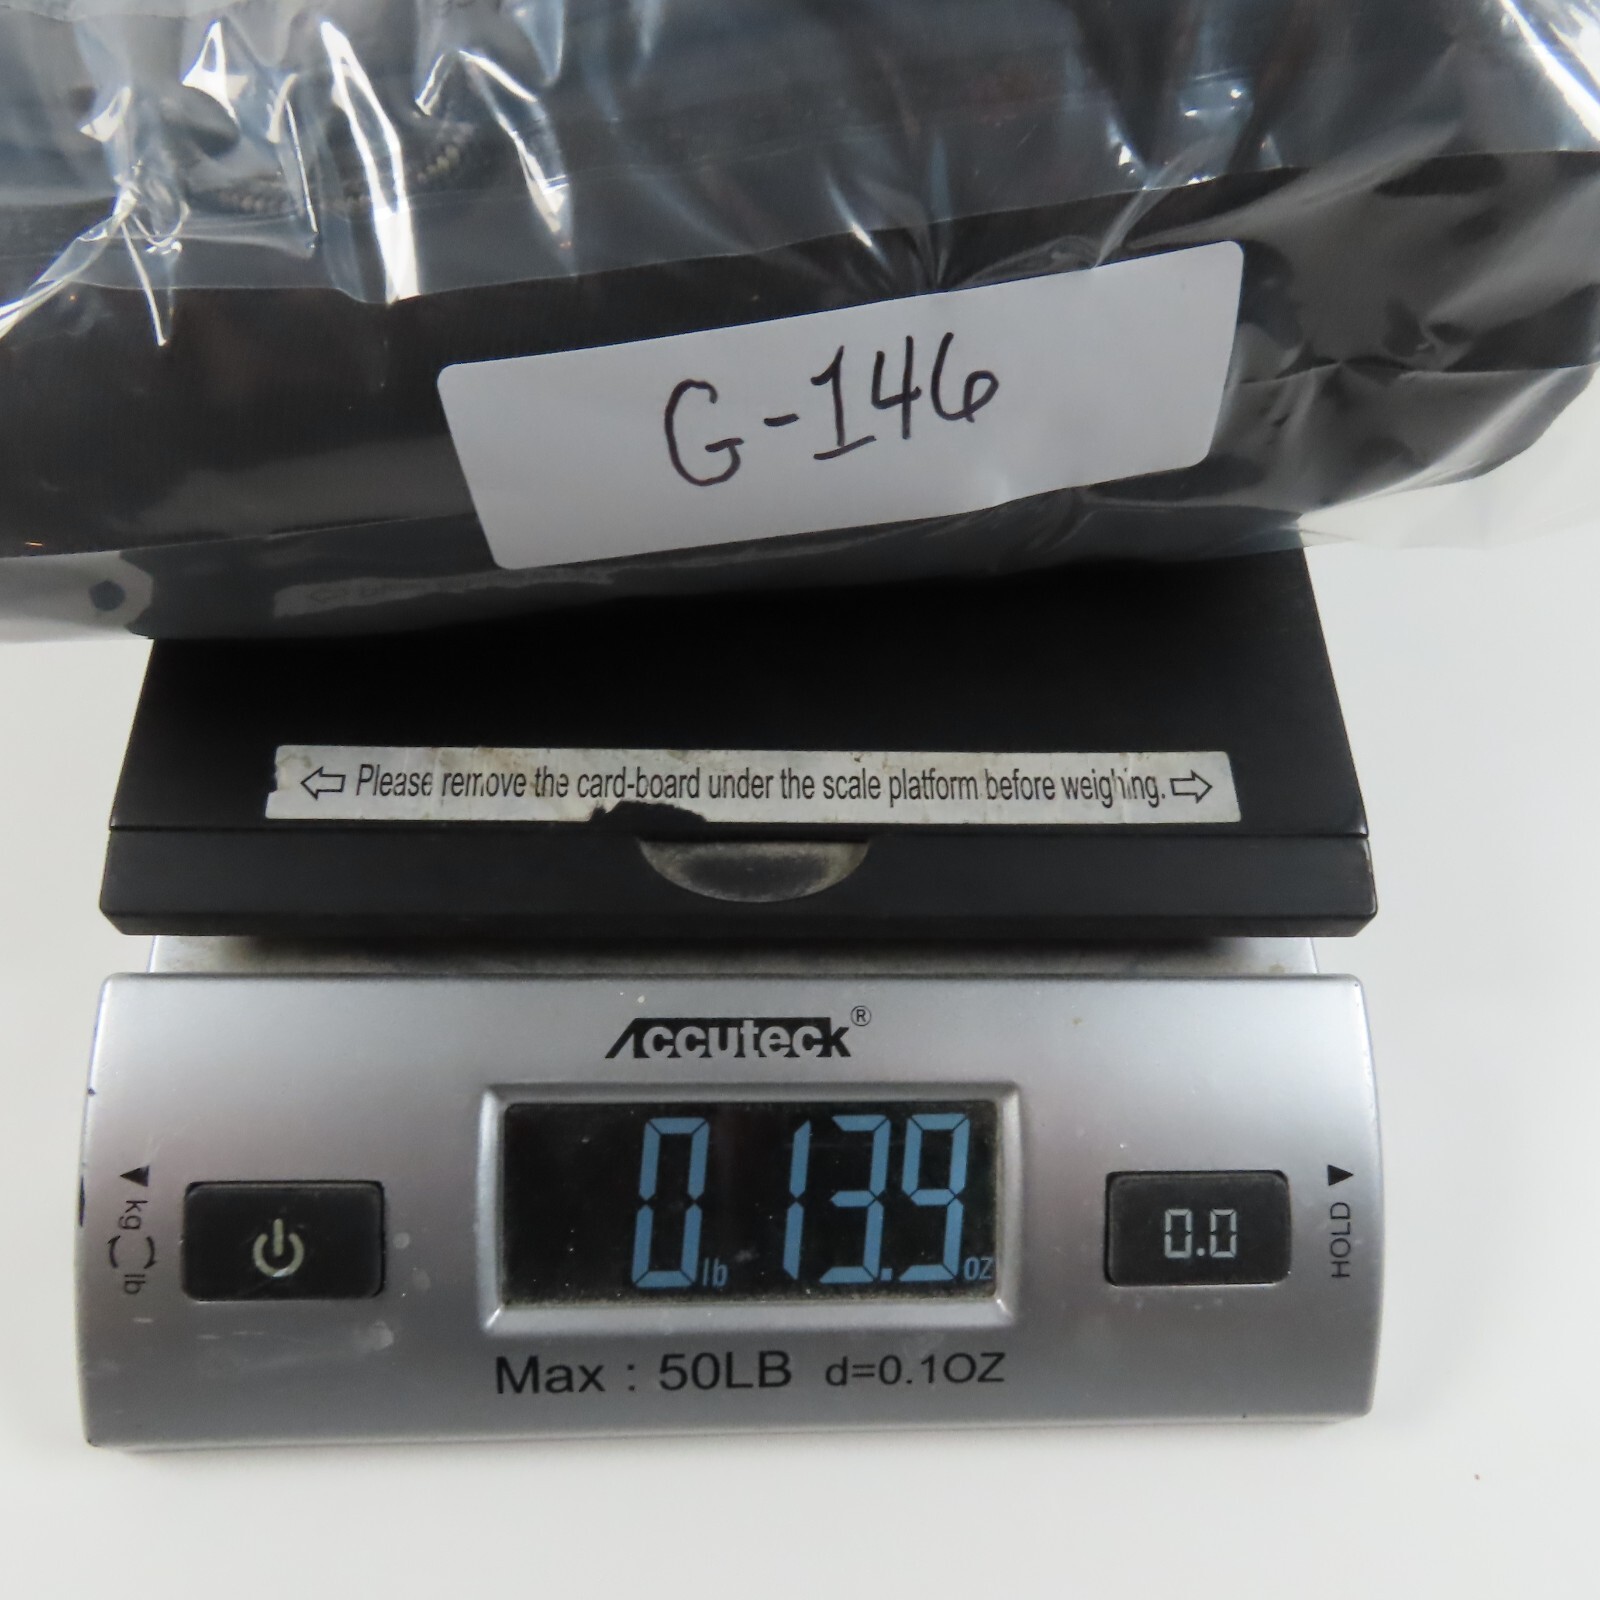 G-146
⇦ Please remove the card-board under the scale platform before weighing. ⇨
Accuteck®
0 lb 13.9 oz
kg lb
0.0
HOLD
Max : 50LB d=0.1OZ